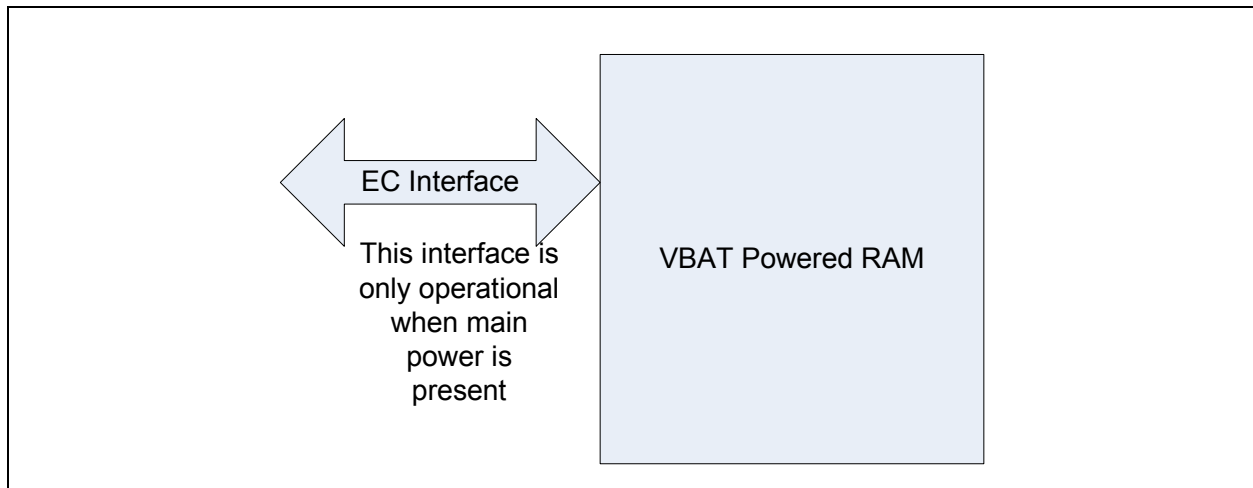 EC Interface
This interface is
only operational
when main
power is
present
VBAT Powered RAM